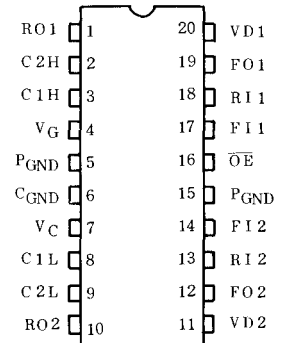 RO1 1 20 VD1
C2H 2 19 FO1
C1H 3 18 RI1
VG 4 17 FI1
PGND 5 16 O̅E̅
CGND 6 15 PGND
VC 7 14 FI2
C1L 8 13 RI2
C2L 9 12 FO2
RO2 10 11 VD2